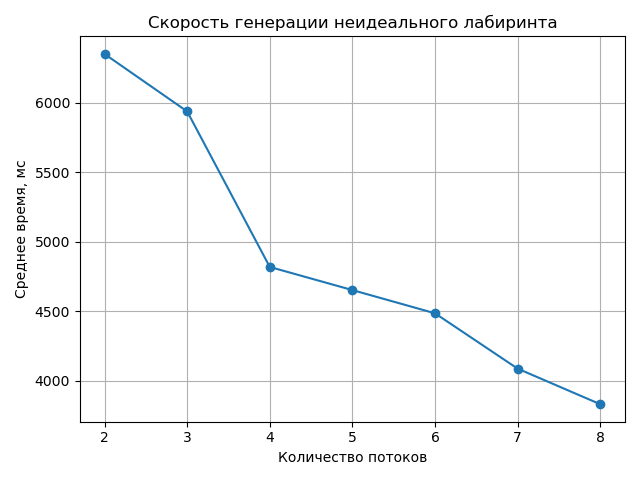 Скорость генерации неидеального лабиринта
Среднее время, мс
6000
5500
5000
4500
4000
2 3 4 5 6 7 8
Количество потоков